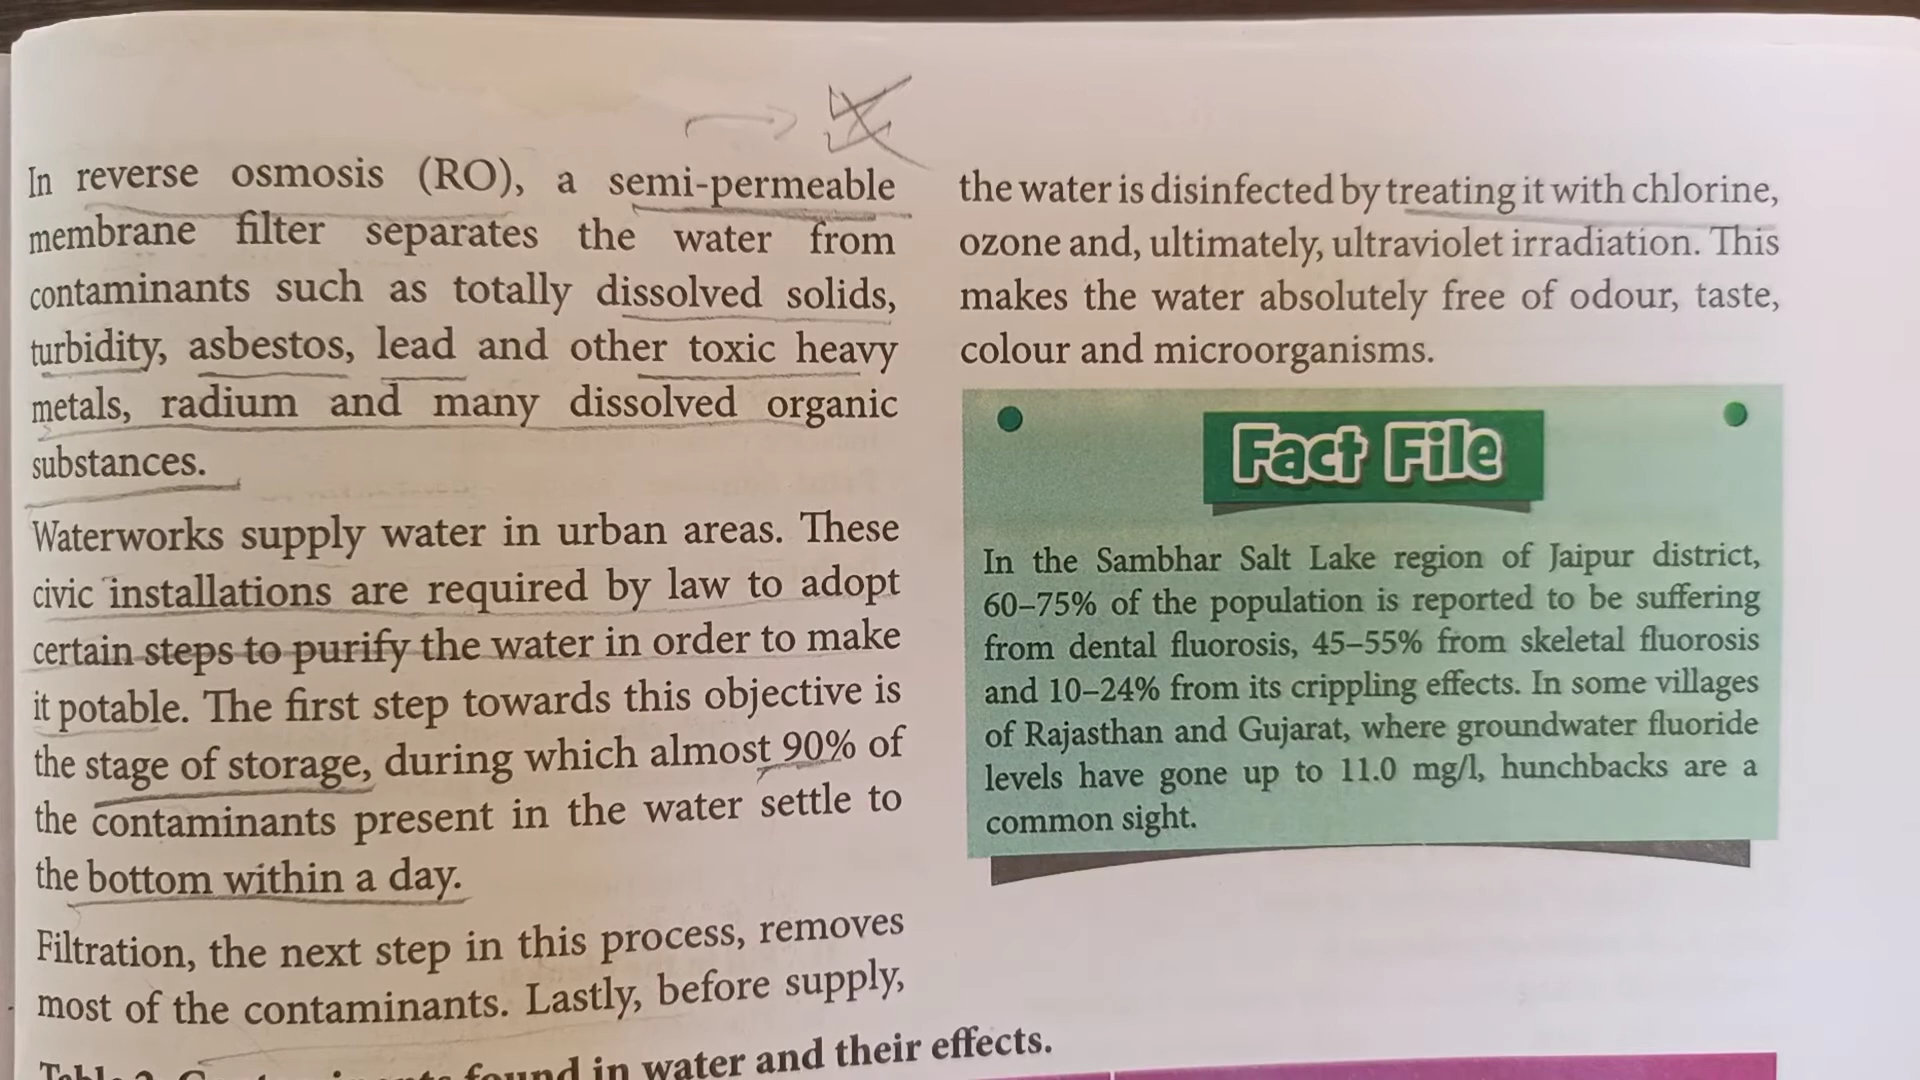 In reverse osmosis (RO), a semi-permeable
membrane filter separates the water from
contaminants such as totally dissolved solids,
turbidity, asbestos, lead and other toxic heavy
metals, radium and many dissolved organic
substances.
Waterworks supply water in urban areas. These
civic installations are required by law to adopt
certain steps to purify the water in order to make
it potable. The first step towards this objective is
the stage of storage, during which almost 90% of
the contaminants present in the water settle to
the bottom within a day.
Filtration, the next step in this process, removes
most of the contaminants. Lastly, before supply,
the water is disinfected by treating it with chlorine,
ozone and, ultimately, ultraviolet irradiation. This
makes the water absolutely free of odour, taste,
colour and microorganisms.
Fact File
In the Sambhar Salt Lake region of Jaipur district,
60–75% of the population is reported to be suffering
from dental fluorosis, 45–55% from skeletal fluorosis
and 10–24% from its crippling effects. In some villages
of Rajasthan and Gujarat, where groundwater fluoride
levels have gone up to 11.0 mg/l, hunchbacks are a
common sight.
found in water and their effects.